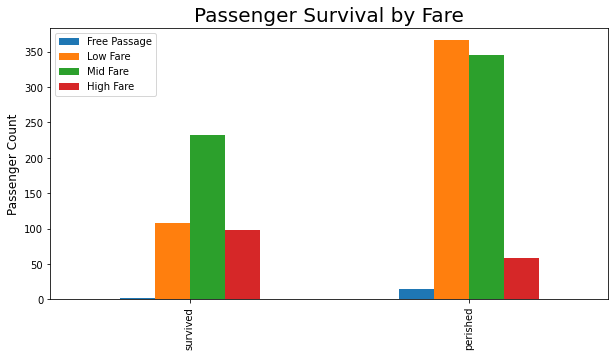 Passenger Survival by Fare
Free Passage
Low Fare
Mid Fare
High Fare
Passenger Count
350
300
250
200
150
100
50
0
survived
perished